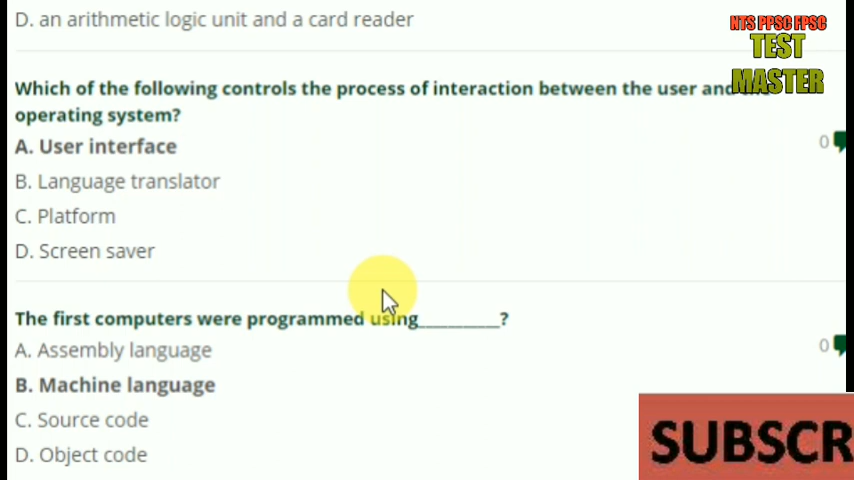 D. an arithmetic logic unit and a card reader
NTS PPSC FPSC
TEST
MASTER
Which of the following controls the process of interaction between the user and
operating system?
A. User interface
0
B. Language translator
C. Platform
D. Screen saver
The first computers were programmed using__________?
A. Assembly language
0
B. Machine language
C. Source code
D. Object code
SUBSCR